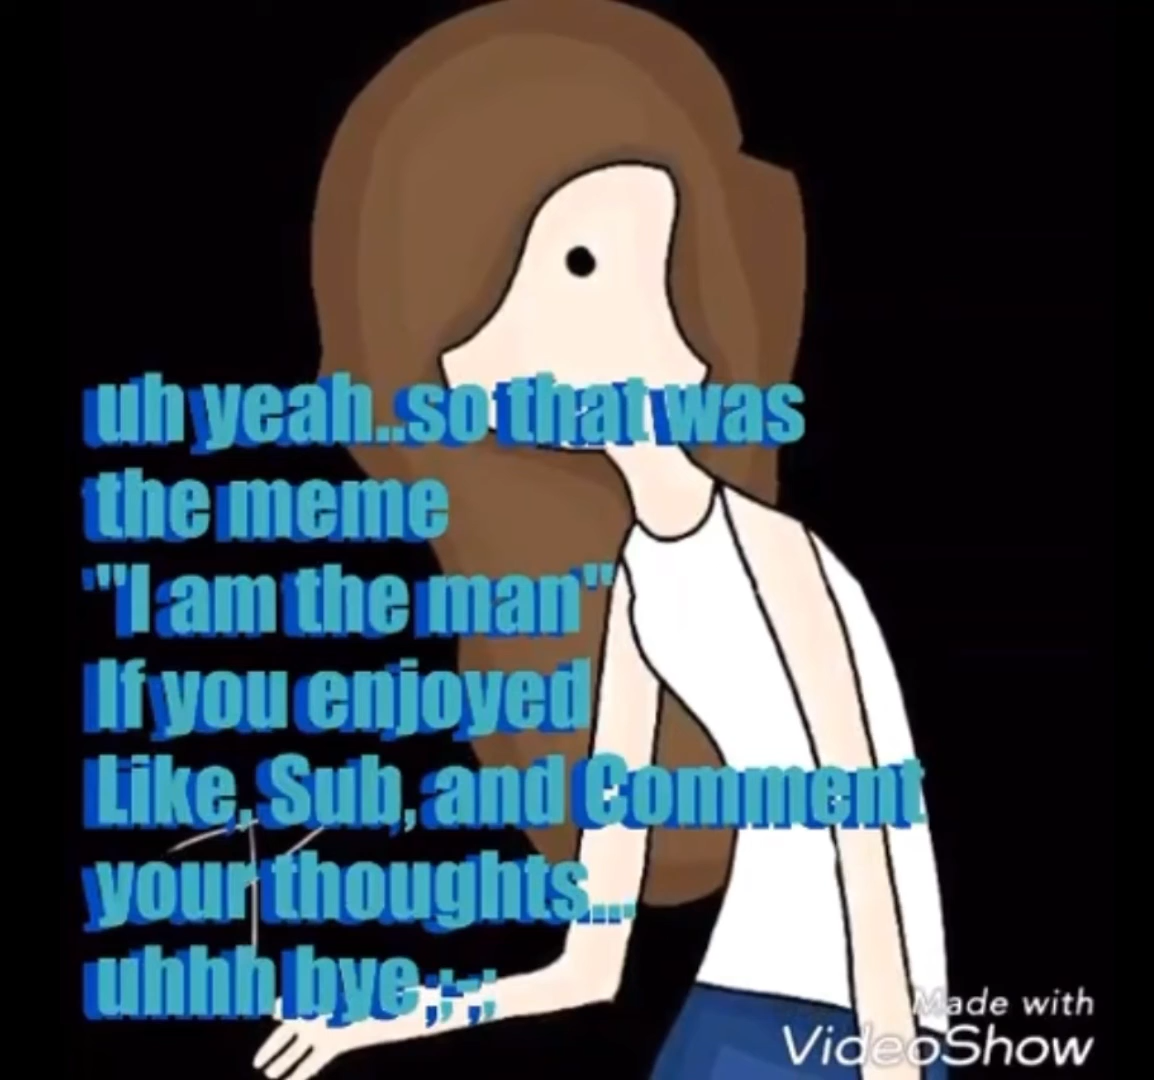 uh yeah..so that was
the meme
"I am the man"
If you enjoyed
Like, Sub, and Comment
your thoughts...
uhhh bye ;-;
Made with
VideoShow